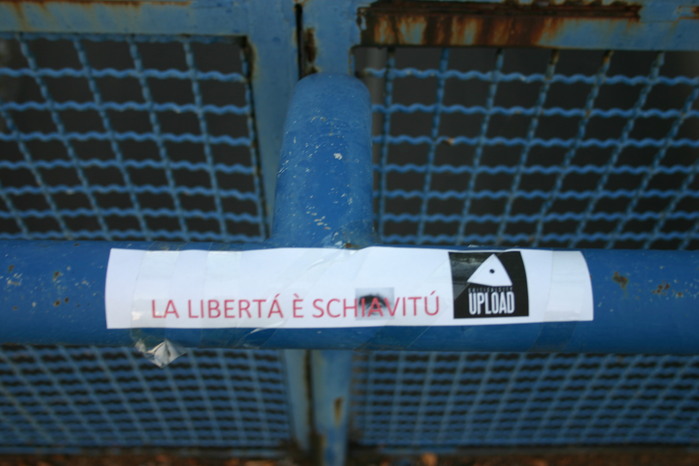 LA LIBERTÁ È SCHIAVITÚ
UPLOAD